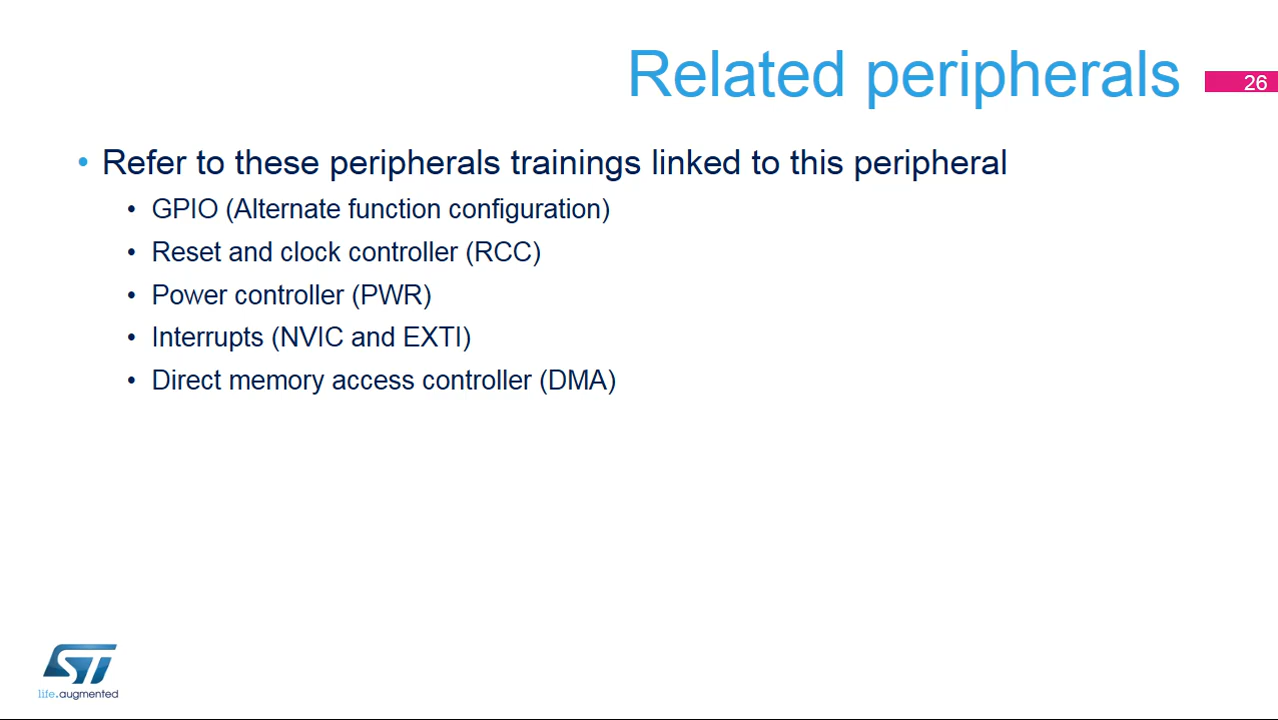 Related peripherals
26
• Refer to these peripherals trainings linked to this peripheral
• GPIO (Alternate function configuration)
• Reset and clock controller (RCC)
• Power controller (PWR)
• Interrupts (NVIC and EXTI)
• Direct memory access controller (DMA)
ST
life.augmented